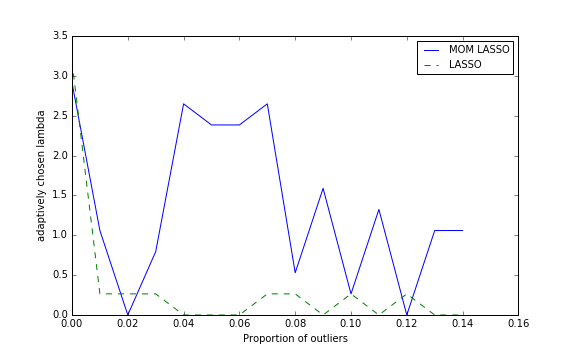 MOM LASSO
LASSO
3.5
3.0
2.5
2.0
1.5
1.0
0.5
0.0
adaptively chosen lambda
0.00 0.02 0.04 0.06 0.08 0.10 0.12 0.14 0.16
Proportion of outliers